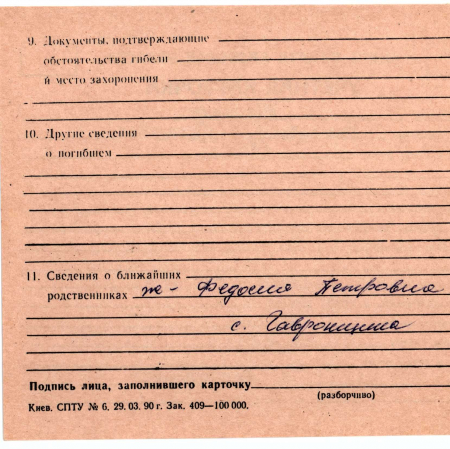 9. Документы, подтверждающие
обстоятельства гибели
и место захоронения
10. Другие сведения
о погибшем
11. Сведения о ближайших
родственниках ж - Федосия Петровна
с. Гавронщина
Подпись лица, заполнившего карточку
(разборчиво)
Киев. СПТУ № 6. 29. 03. 90 г. Зак. 409—100 000.